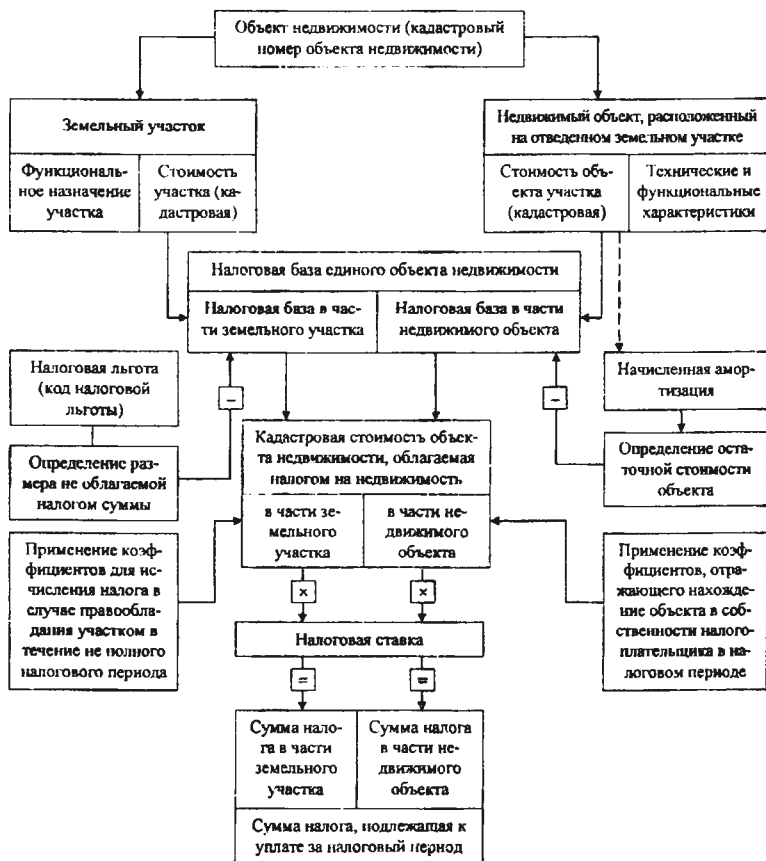 Объект недвижимости (кадастровый
номер объекта недвижимости)
Земельный участок
Функциональ-
ное назначение
участка
Стоимость
участка (ка-
дастровая)
Недвижимый объект, расположенный
на отведенном земельном участке
Стоимость объ-
екта участка
(кадастровая)
Технические и
функциональные
характеристики
Налоговая база единого объекта недвижимости
Налоговая база в час-
ти земельного участка
Налоговая база в части
недвижимого объекта
Налоговая льгота
(код налоговой
льготы)
–
–
Начисленная амор-
тизация
Определение раз-
мера не облагаемой
налогом суммы
Кадастровая стоимость объек-
та недвижимости, облагаемая
налогом на недвижимость
в части зе-
мельного
участка
в части не-
движимого
объекта
Определение оста-
точной стоимости
объекта
Применение коэф-
фициентов для ис-
числения налога в
случае правообла-
дания участком в
течение не полного
налогового периода
×
×
Применение коэф-
фициентов, отра-
жающего нахожде-
ние объекта в соб-
ственности налого-
плательщика в на-
логовом периоде
Налоговая ставка
=
=
Сумма нало-
га в части
земельного
участка
Сумма налога
в части не-
движимого
объекта
Сумма налога, подлежащая к
уплате за налоговый период